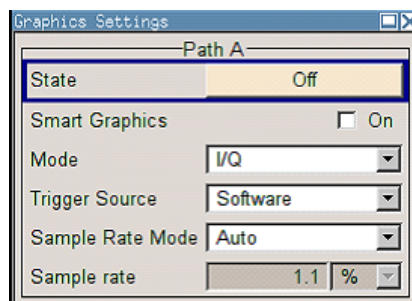 Graphics Settings
Path A
State Off
Smart Graphics On
Mode I/Q
Trigger Source Software
Sample Rate Mode Auto
Sample rate 1.1 %